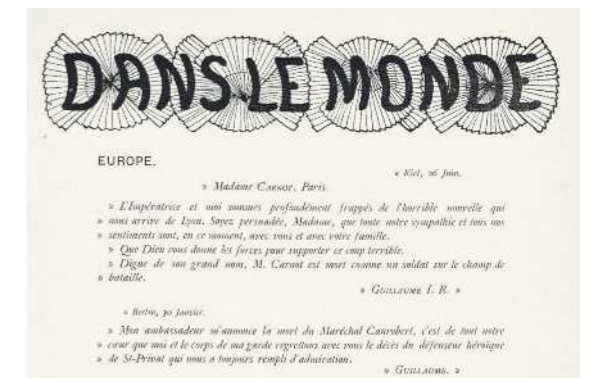 DANS LE MONDE
EUROPE.
« Kiel, 26 Juin.
» Madame CARNOT, Paris
» L'Impératrice et moi sommes profondément frappés de l'horrible nouvelle qui
» nous arrive de Lyon. Soyez persuadée, Madame, que toute notre sympathie et tous nos
» sentiments sont, en ce moment, avec vous et avec votre famille.
» Que Dieu vous donne les forces pour supporter ce coup terrible.
» Digne de son grand nom, M. Carnot est mort comme un soldat sur le champ de
» bataille.
» GUILLAUME I. R. »
« Berlin, 30 Janvier.
» Mon ambassadeur m'annonce la mort du Maréchal Canrobert, c'est de tout notre
» cœur que moi et le corps de ma garde regrettons avec vous le décès du défenseur héroïque
» de St-Privat qui nous a toujours rempli d'admiration.
» GUILLAUME. »